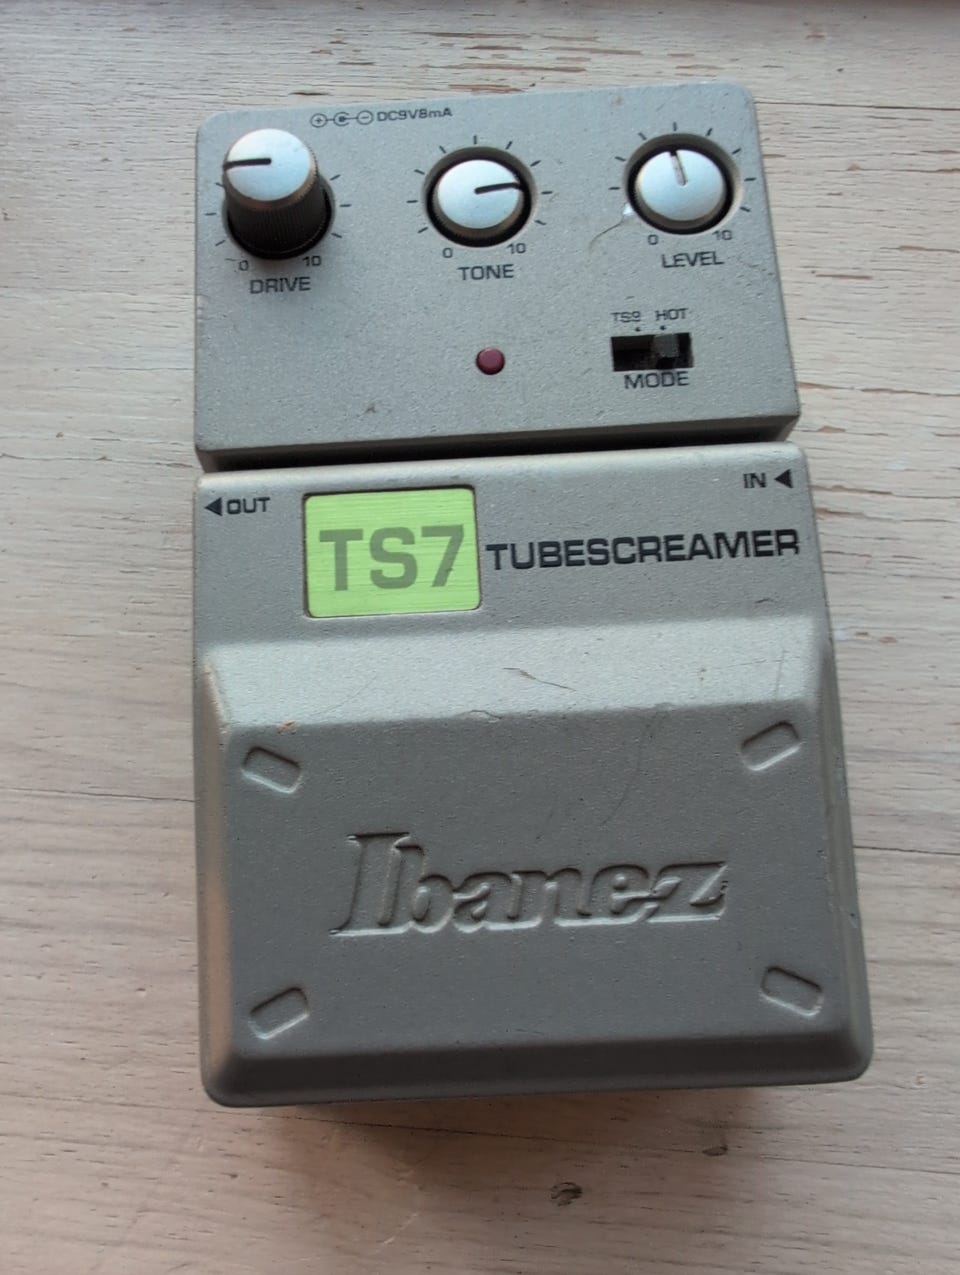 DC9V8mA
0 10
DRIVE
0 10
TONE
0 10
LEVEL
TS9 HOT
MODE
OUT
IN
TS7 TUBESCREAMER
Ibanez